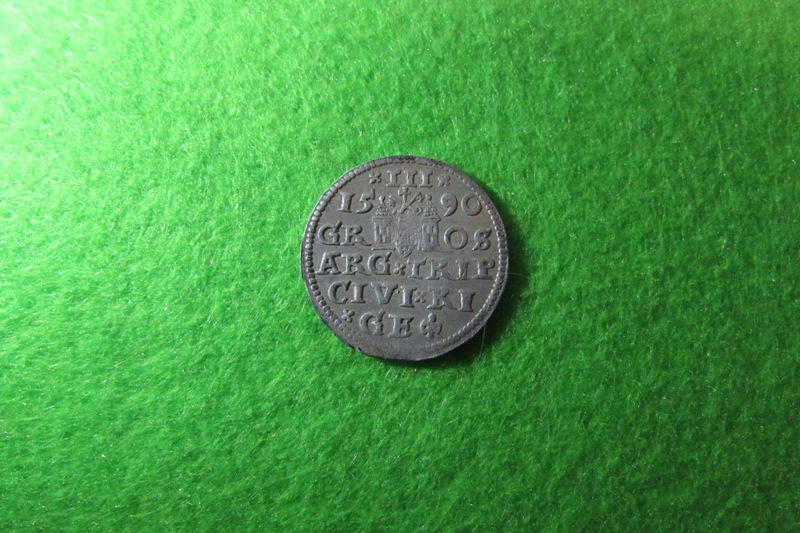 III
15 90
GR OS
ARG TRIP
CIVI RI
GE